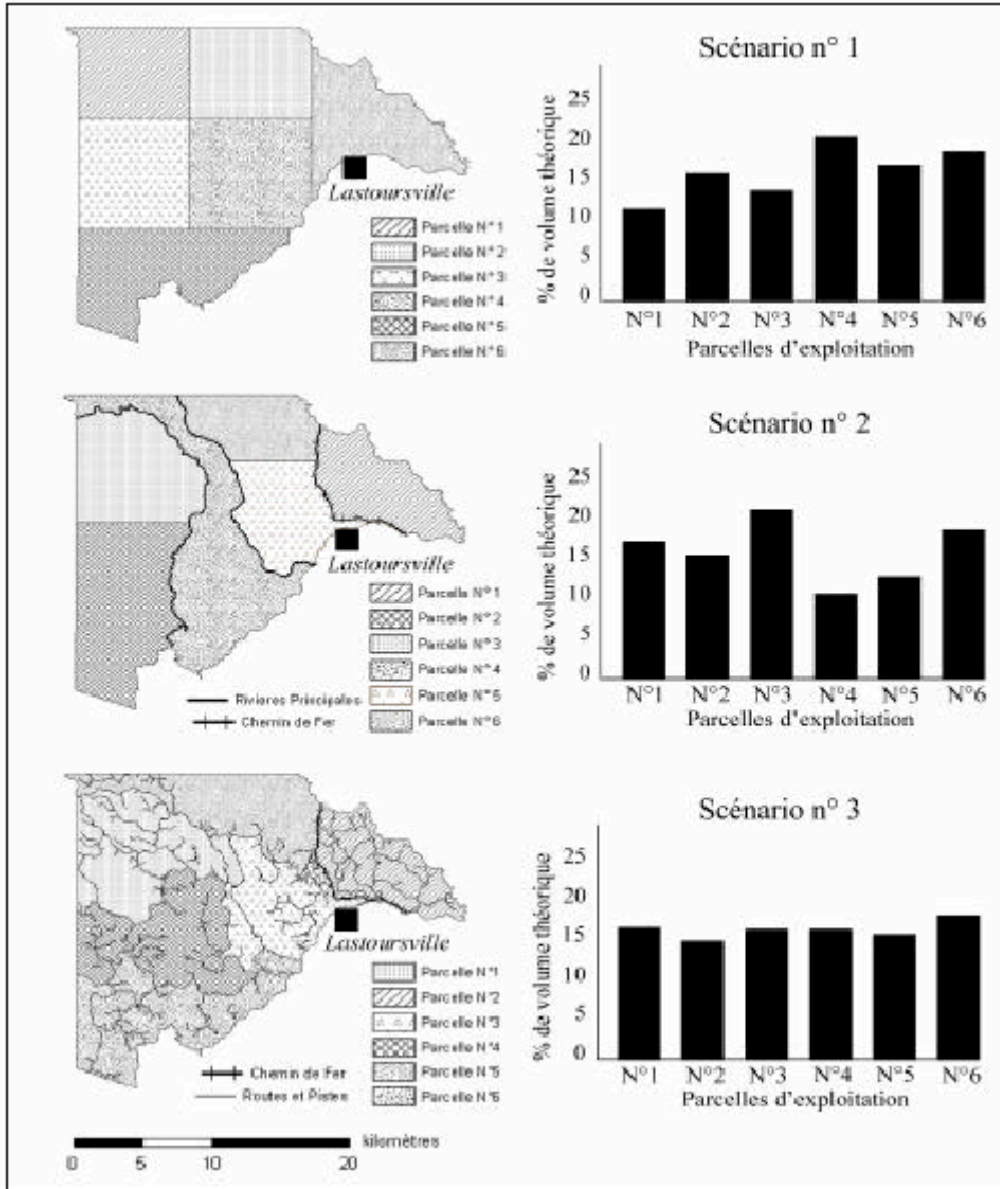 Scénario n° 1
% de volume théorique
25
20
15
10
5
0
N°1 N°2 N°3 N°4 N°5 N°6
Parcelles d'exploitation
Lastoursville
Parcelle N°1
Parcelle N°2
Parcelle N°3
Parcelle N°4
Parcelle N°5
Parcelle N°6
Scénario n° 2
% de volume théorique
25
20
15
10
5
0
N°1 N°2 N°3 N°4 N°5 N°6
Parcelles d'exploitation
Lastoursville
Parcelle N°1
Parcelle N°2
Parcelle N°3
Parcelle N°4
Parcelle N°5
Parcelle N°6
Rivieres Principales
Chemin de Fer
Scénario n° 3
% de volume théorique
25
20
15
10
5
0
N°1 N°2 N°3 N°4 N°5 N°6
Parcelles d'exploitation
Lastoursville
Parcelle N°1
Parcelle N°2
Parcelle N°3
Parcelle N°4
Parcelle N°5
Parcelle N°6
Chemin de Fer
Routes et Pistes
kilomètres
0 5 10 20